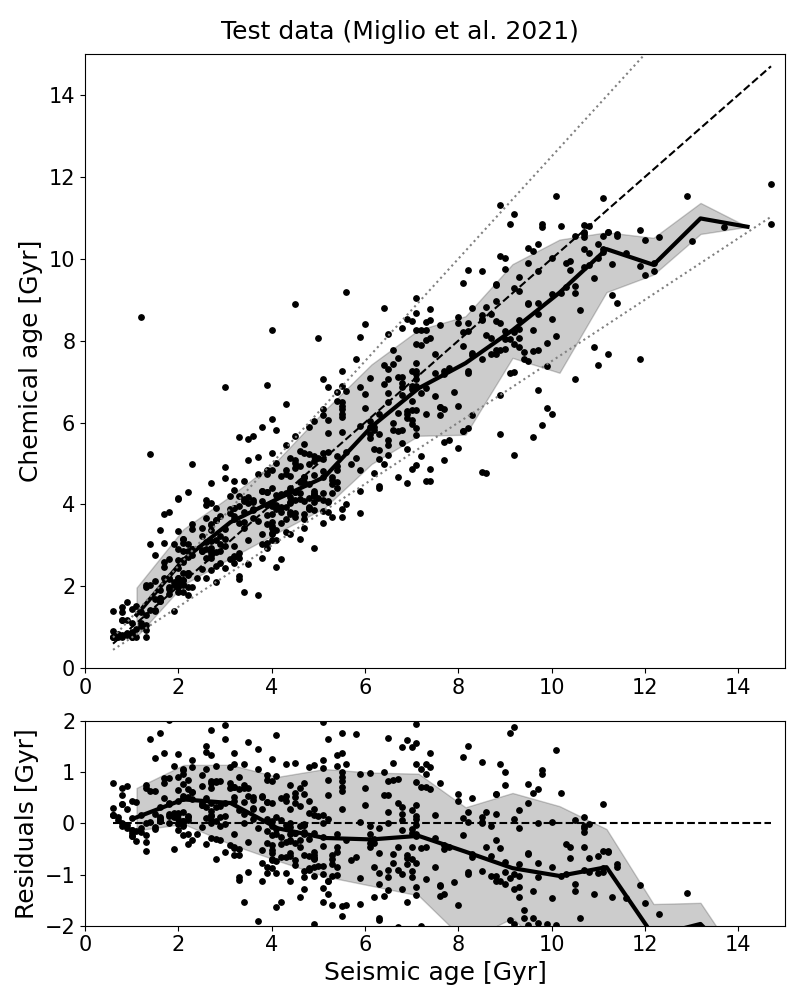 Test data (Miglio et al. 2021)
14
12
10
8
6
4
2
0
Chemical age [Gyr]
0 2 4 6 8 10 12 14
2
1
0
−1
−2
Residuals [Gyr]
0 2 4 6 8 10 12 14
Seismic age [Gyr]